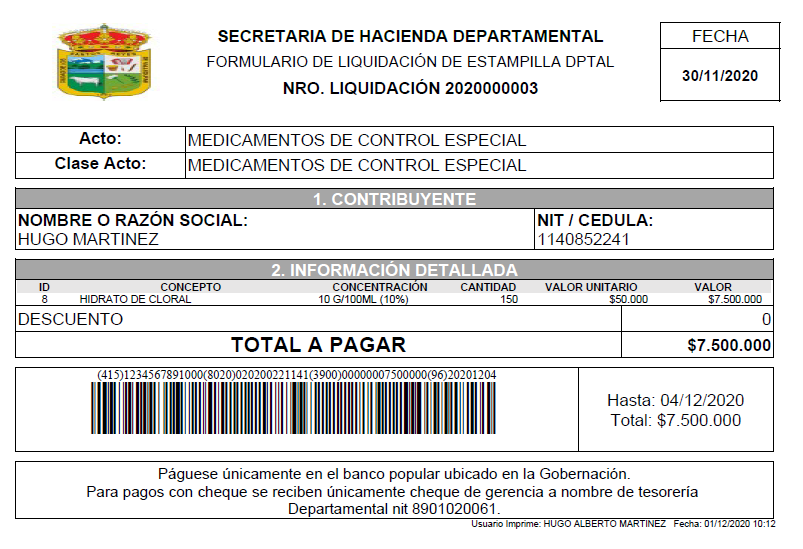 SECRETARIA DE HACIENDA DEPARTAMENTAL
FORMULARIO DE LIQUIDACIÓN DE ESTAMPILLA DPTAL
NRO. LIQUIDACIÓN 2020000003
FECHA
30/11/2020
Acto: MEDICAMENTOS DE CONTROL ESPECIAL
Clase Acto: MEDICAMENTOS DE CONTROL ESPECIAL
1. CONTRIBUYENTE
NOMBRE O RAZÓN SOCIAL: NIT / CEDULA:
HUGO MARTINEZ 1140852241
2. INFORMACIÓN DETALLADA
ID CONCEPTO CONCENTRACIÓN CANTIDAD VALOR UNITARIO VALOR
8 HIDRATO DE CLORAL 10 G/100ML (10%) 150 $50.000 $7.500.000
DESCUENTO 0
TOTAL A PAGAR $7.500.000
(415)1234567891000(8020)020200221141(3900)00000007500000(96)20201204
Hasta: 04/12/2020
Total: $7.500.000
Páguese únicamente en el banco popular ubicado en la Gobernación.
Para pagos con cheque se reciben únicamente cheque de gerencia a nombre de tesorería
Departamental nit 8901020061.
Usuario Imprime: HUGO ALBERTO MARTINEZ Fecha: 01/12/2020 10:12